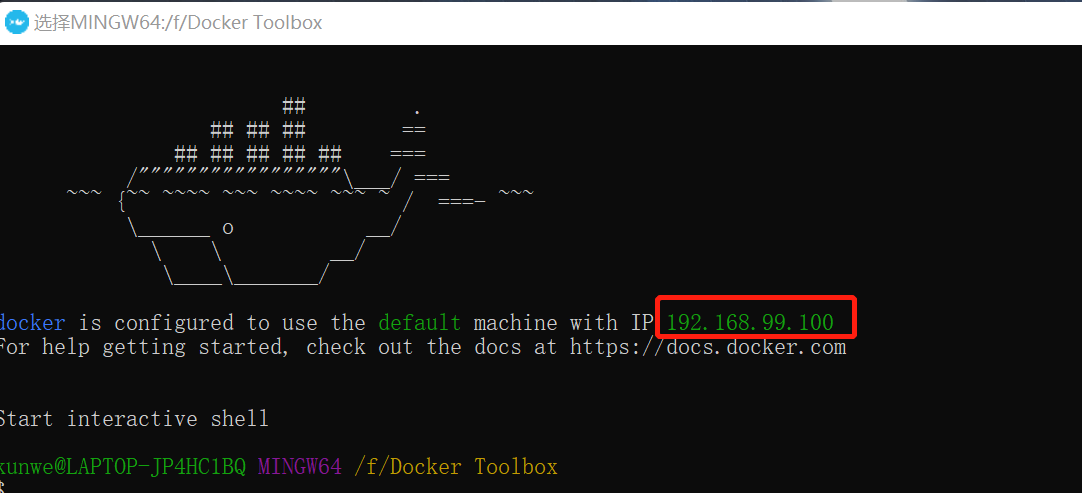 选择MINGW64:/f/Docker Toolbox
                        ##         .
                  ## ## ##        ==
               ## ## ## ## ##    ===
           /"""""""""""""""""\___/ ===
      ~~~ {~~ ~~~~ ~~~ ~~~~ ~~~ ~ /  ===- ~~~
           \______ o           __/
             \    \         __/
              \____\_______/
docker is configured to use the default machine with IP 192.168.99.100
For help getting started, check out the docs at https://docs.docker.com
Start interactive shell
kunwe@LAPTOP-JP4HC1BQ MINGW64 /f/Docker Toolbox
$